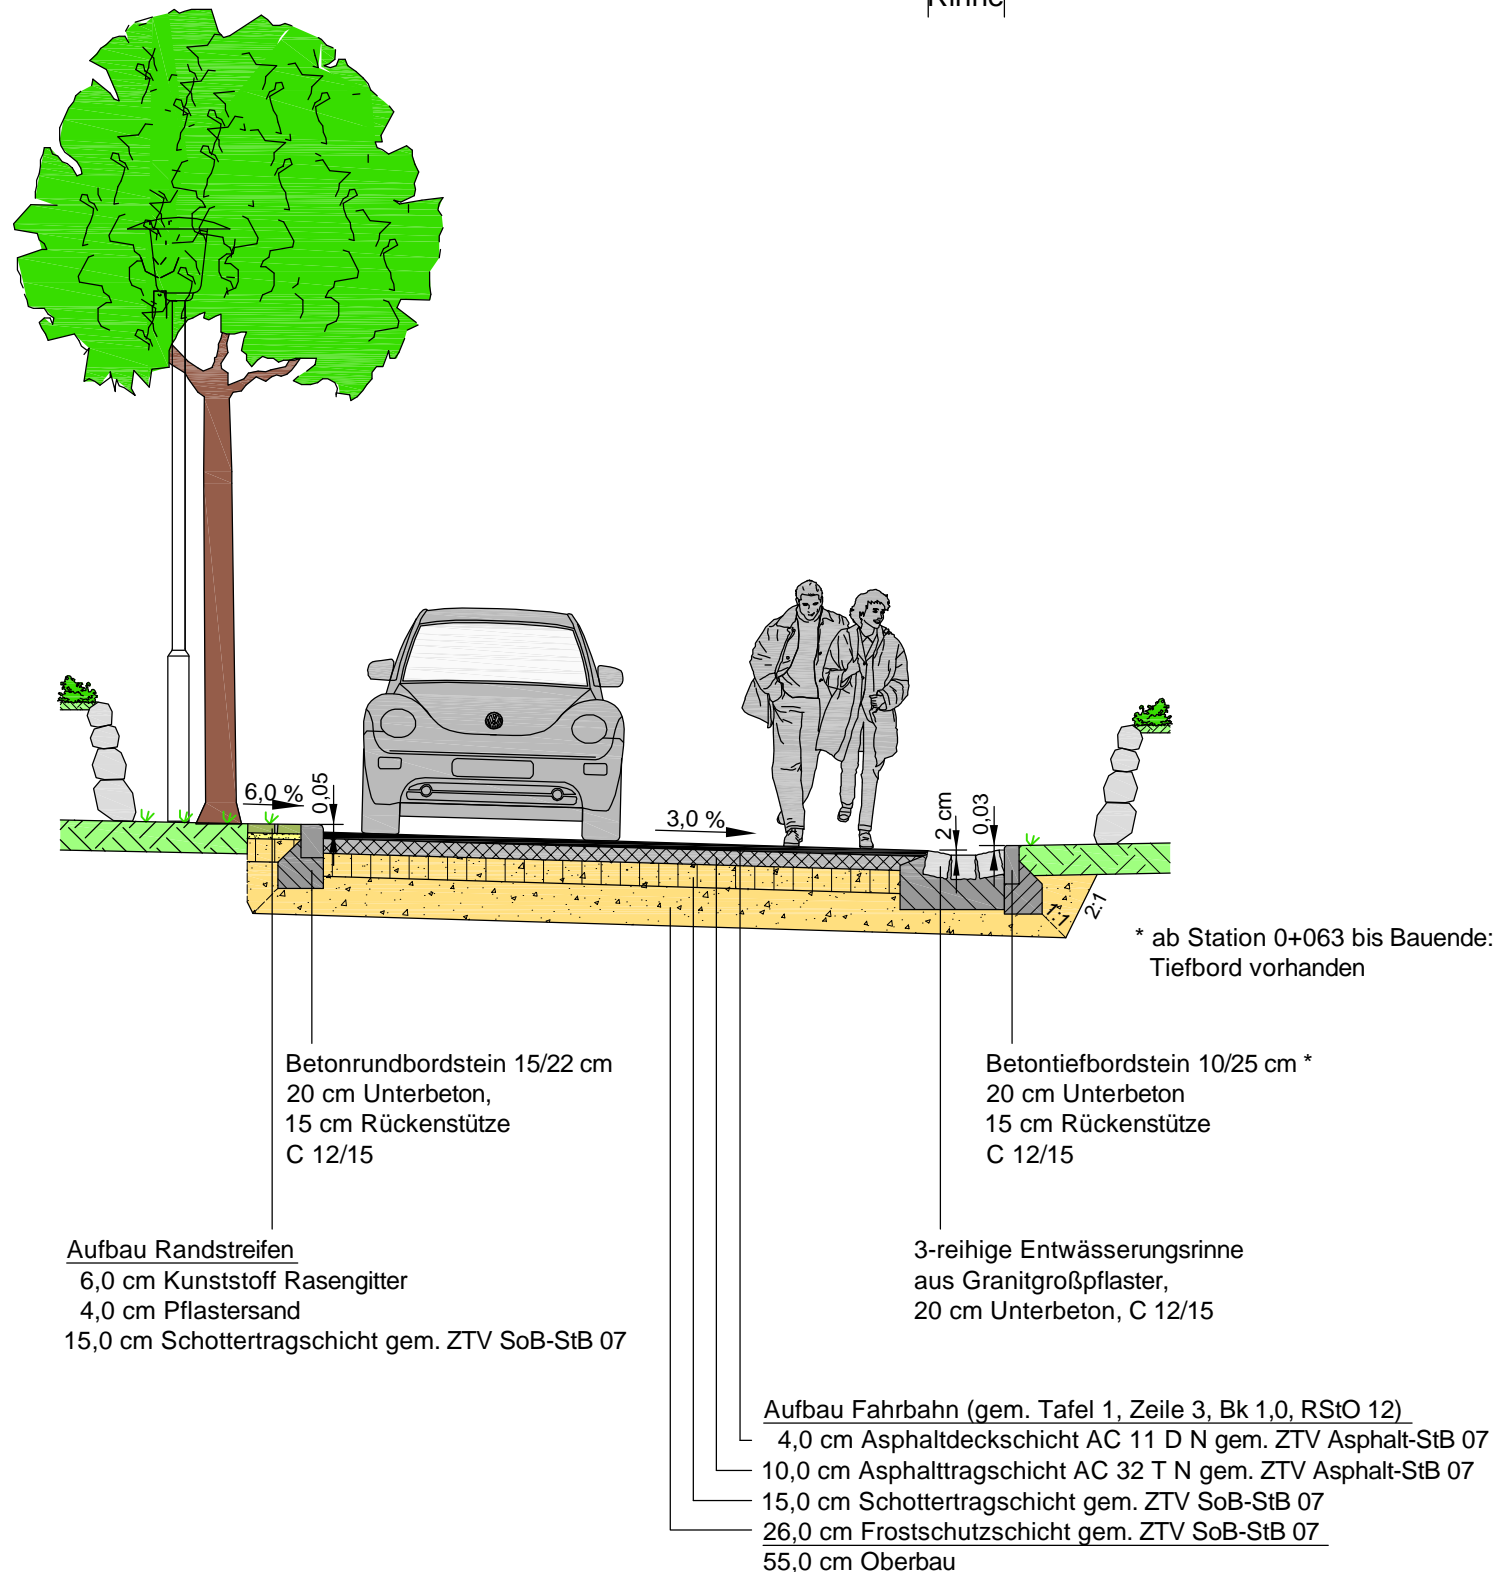 Rinne
6,0 %
0,05
3,0 %
2 cm
0,03
1:1
2:1
* ab Station 0+063 bis Bauende:
Tiefbord vorhanden
Betonrundbordstein 15/22 cm
20 cm Unterbeton,
15 cm Rückenstütze
C 12/15
Betontiefbordstein 10/25 cm *
20 cm Unterbeton
15 cm Rückenstütze
C 12/15
Aufbau Randstreifen
6,0 cm Kunststoff Rasengitter
4,0 cm Pflastersand
15,0 cm Schottertragschicht gem. ZTV SoB-StB 07
3-reihige Entwässerungsrinne
aus Granitgroßpflaster,
20 cm Unterbeton, C 12/15
Aufbau Fahrbahn (gem. Tafel 1, Zeile 3, Bk 1,0, RStO 12)
4,0 cm Asphaltdeckschicht AC 11 D N gem. ZTV Asphalt-StB 07
10,0 cm Asphalttragschicht AC 32 T N gem. ZTV Asphalt-StB 07
15,0 cm Schottertragschicht gem. ZTV SoB-StB 07
26,0 cm Frostschutzschicht gem. ZTV SoB-StB 07
55,0 cm Oberbau